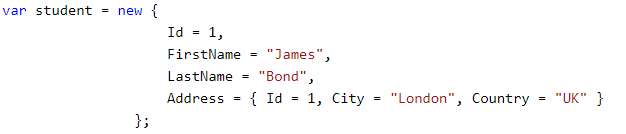 var student = new {
Id = 1,
FirstName = "James",
LastName = "Bond",
Address = { Id = 1, City = "London", Country = "UK" }
};